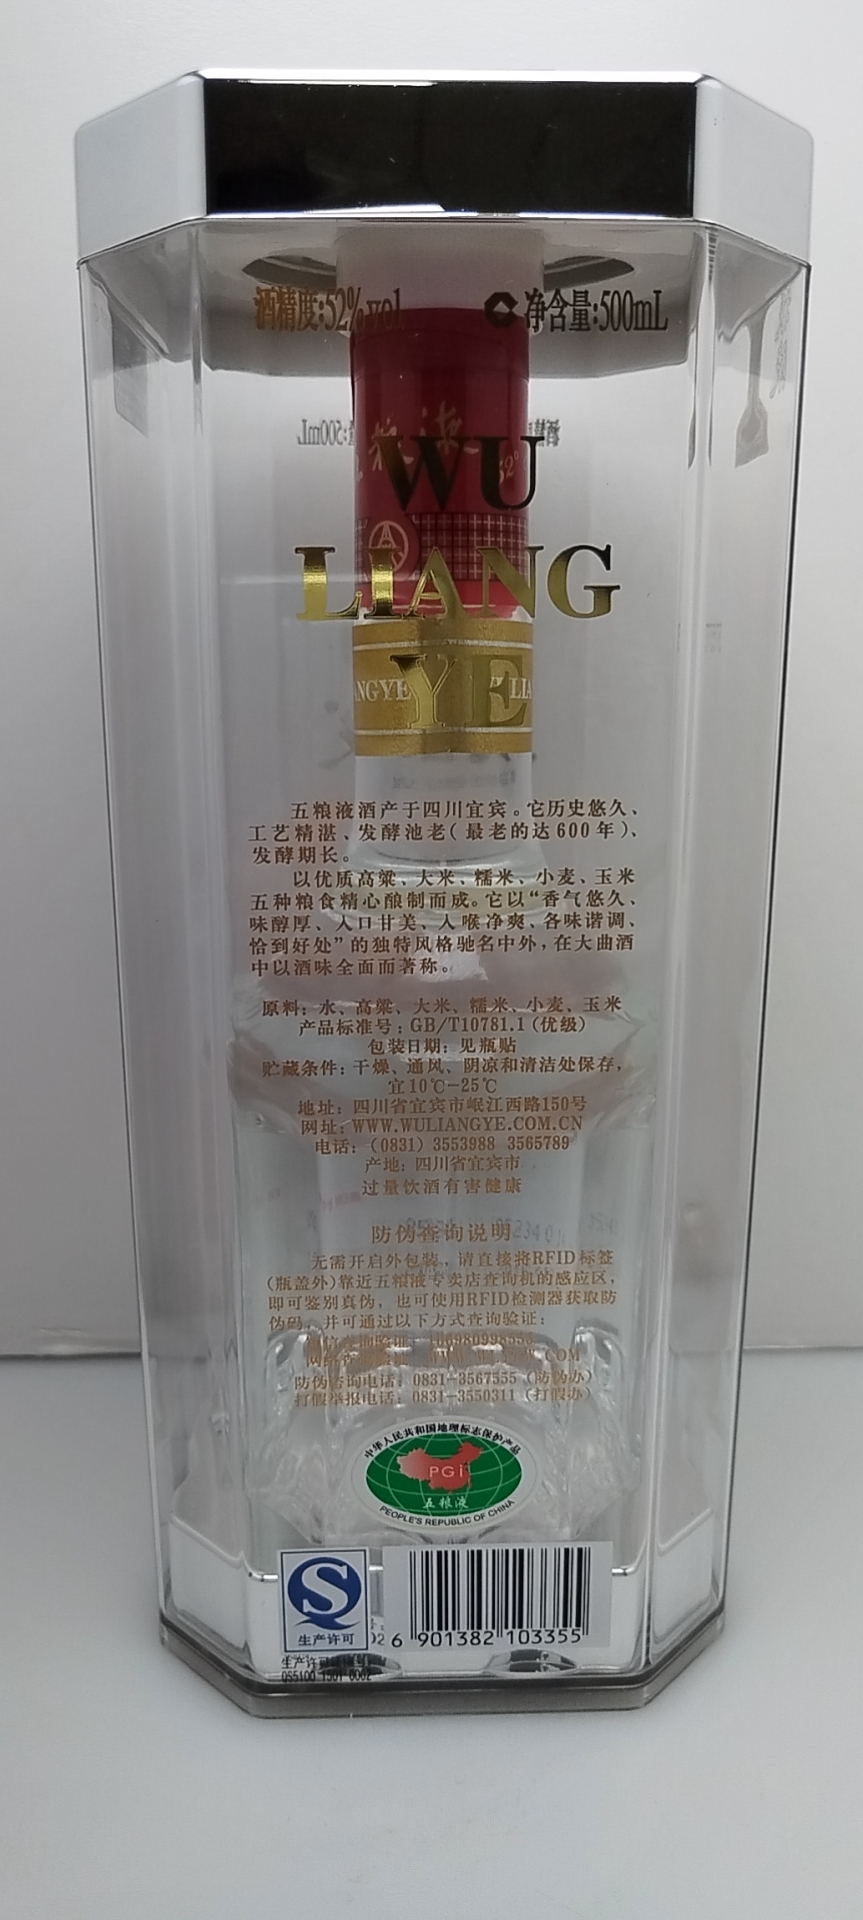 酒精度:52%vol 净含量:500mL
WU
LIANG
YE
五粮液酒产于四川宜宾。它历史悠久、
工艺精湛、发酵池老(最老的达600年)、
发酵期长。
以优质高粱、大米、糯米、小麦、玉米
五种粮食精心酿制而成。它以“香气悠久、
味醇厚、入口甘美、入喉净爽、各味谐调、
恰到好处”的独特风格驰名中外，在大曲酒
中以酒味全面而著称。
原料：水、高粱、大米、糯米、小麦、玉米
产品标准号：GB/T10781.1(优级)
包装日期：见瓶贴
贮藏条件：干燥、通风、阴凉和清洁处保存，
宜10℃-25℃
地址：四川省宜宾市岷江西路150号
网址：WWW.WULIANGYE.COM.CN
电话：(0831) 3553988 3565789
产地：四川省宜宾市
过量饮酒有害健康
防伪查询说明
无需开启外包装，请直接将RFID标签
(瓶盖外)靠近五粮液专卖店查询机的感应区，
即可鉴别真伪，也可使用RFID检测器获取防
伪码，并可通过以下方式查询验证：
防伪咨询电话：0831-3567555 (防伪办)
打假举报电话：0831-3550311 (打假办)
中华人民共和国地理标志保护产品
PGI
五粮液
PEOPLE'S REPUBLIC OF CHINA
生产许可
6 901382 103355
QS5100 1501 0002